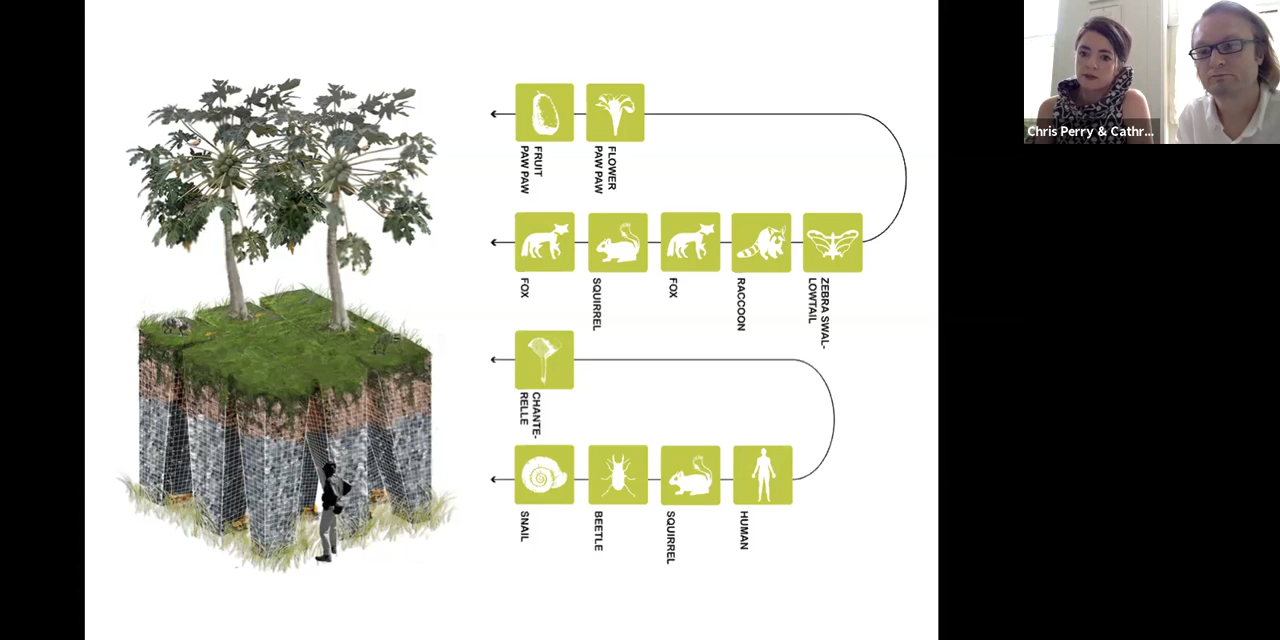 Chris Perry & Cathr...
FRUIT
PAW PAW
FLOWER
PAW PAW
FOX
SQUIRREL
FOX
RACCOON
ZEBRA SWAL-
LOWTAIL
CHANTE-
RELLE
SNAIL
BEETLE
SQUIRREL
HUMAN